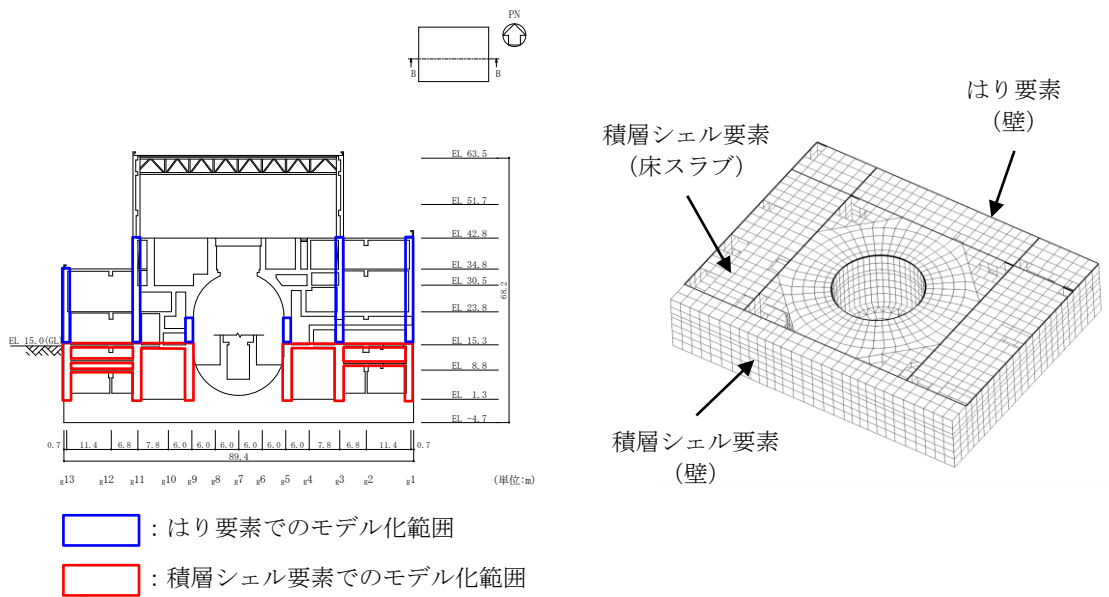 PN
B
B
EL 63.5
EL 51.7
EL 42.8
EL 34.8
EL 30.5
EL 23.8
EL 15.0(GL)
EL 15.3
EL 8.8
EL 1.3
EL -4.7
68.2
0.7 11.4 6.8 7.8 6.0 6.0 6.0 6.0 6.0 6.0 7.8 6.8 11.4 0.7
89.4
R13 R12 R11 R10 R9 R8 R7 R6 R5 R4 R3 R2 R1 (単位:m)
:はり要素でのモデル化範囲
:積層シェル要素でのモデル化範囲
はり要素
(壁)
積層シェル要素
(床スラブ)
積層シェル要素
(壁)